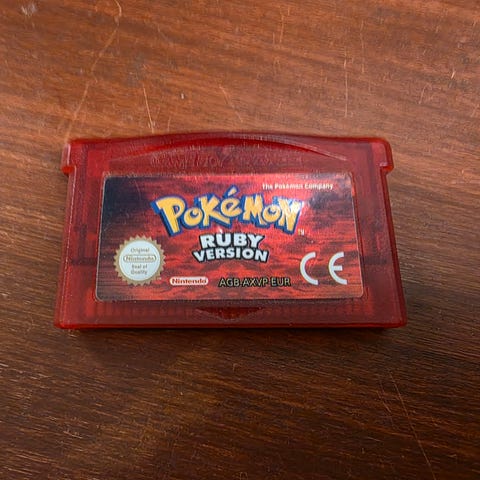 GAME BOY ADVANCE
The Pokémon Company
POKéMON
TM
RUBY
VERSION
Original
Nintendo
Seal of
Quality
Nintendo
AGB-AXVP-EUR
CE